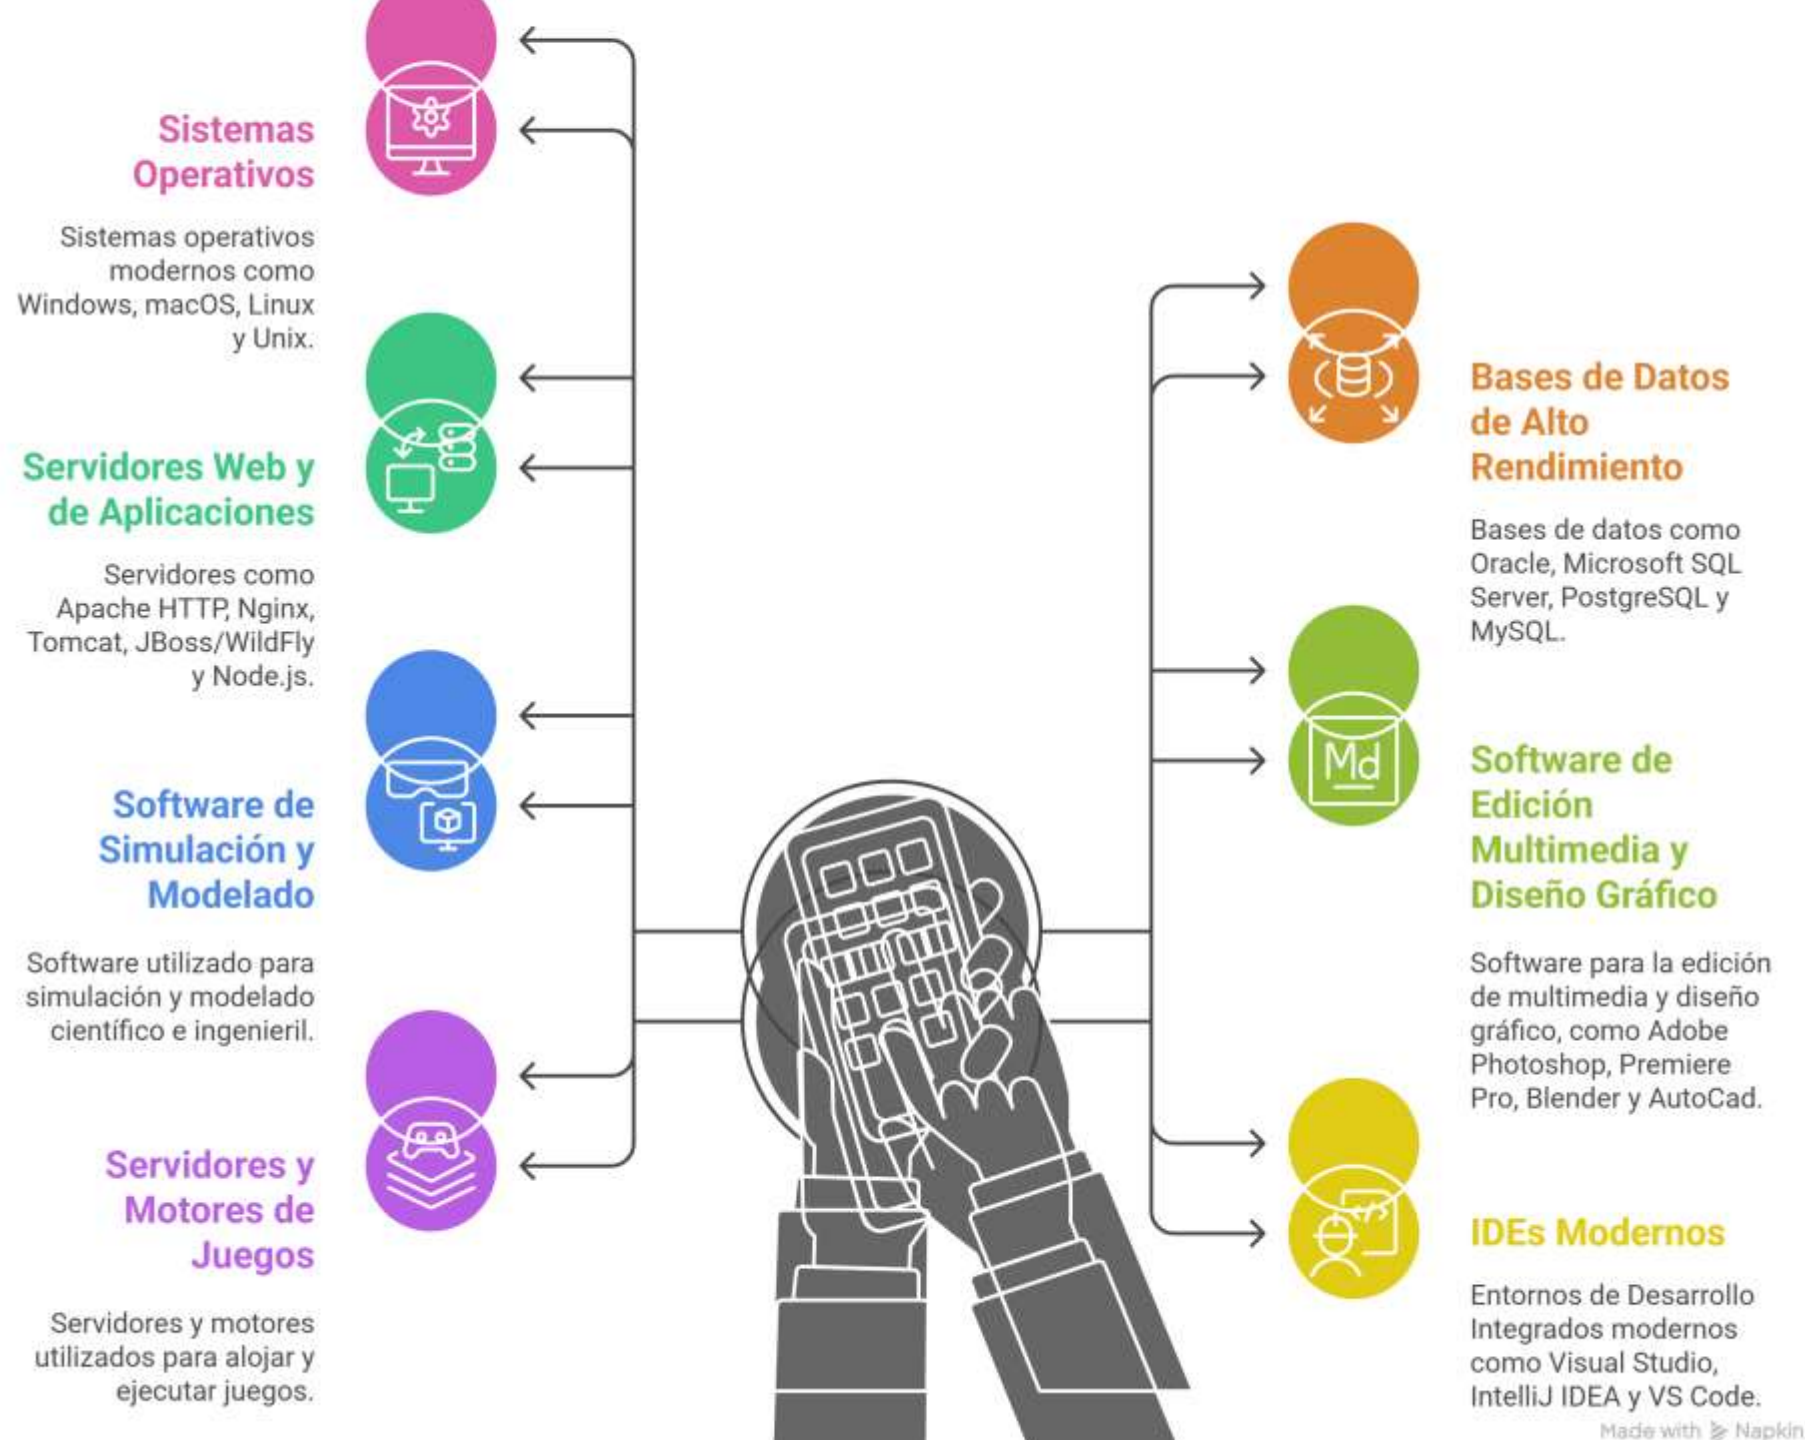 Sistemas
Operativos
Sistemas operativos
modernos como
Windows, macOS, Linux
y Unix.
Servidores Web y
de Aplicaciones
Servidores como
Apache HTTP, Nginx,
Tomcat, JBoss/WildFly
y Node.js.
Software de
Simulación y
Modelado
Software utilizado para
simulación y modelado
científico e ingenieril.
Servidores y
Motores de
Juegos
Servidores y motores
utilizados para alojar y
ejecutar juegos.
Bases de Datos
de Alto
Rendimiento
Bases de datos como
Oracle, Microsoft SQL
Server, PostgreSQL y
MySQL.
Md
Software de
Edición
Multimedia y
Diseño Gráfico
Software para la edición
de multimedia y diseño
gráfico, como Adobe
Photoshop, Premiere
Pro, Blender y AutoCad.
</>
IDEs Modernos
Entornos de Desarrollo
Integrados modernos
como Visual Studio,
IntelliJ IDEA y VS Code.
Made with Napkin